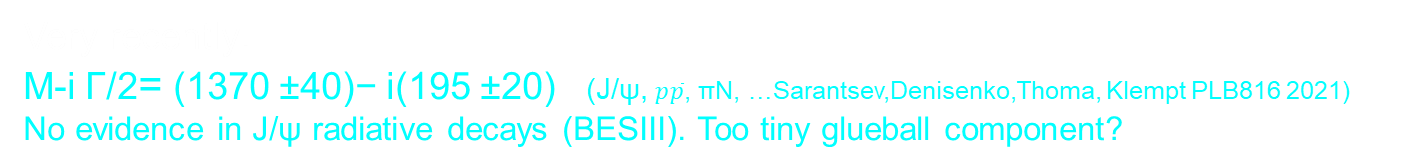 M-i Γ/2= (1370 ±40)− i(195 ±20) (J/ψ, pp̄, πN, …Sarantsev,Denisenko,Thoma, Klempt PLB816 2021)
No evidence in J/ψ radiative decays (BESIII). Too tiny glueball component?